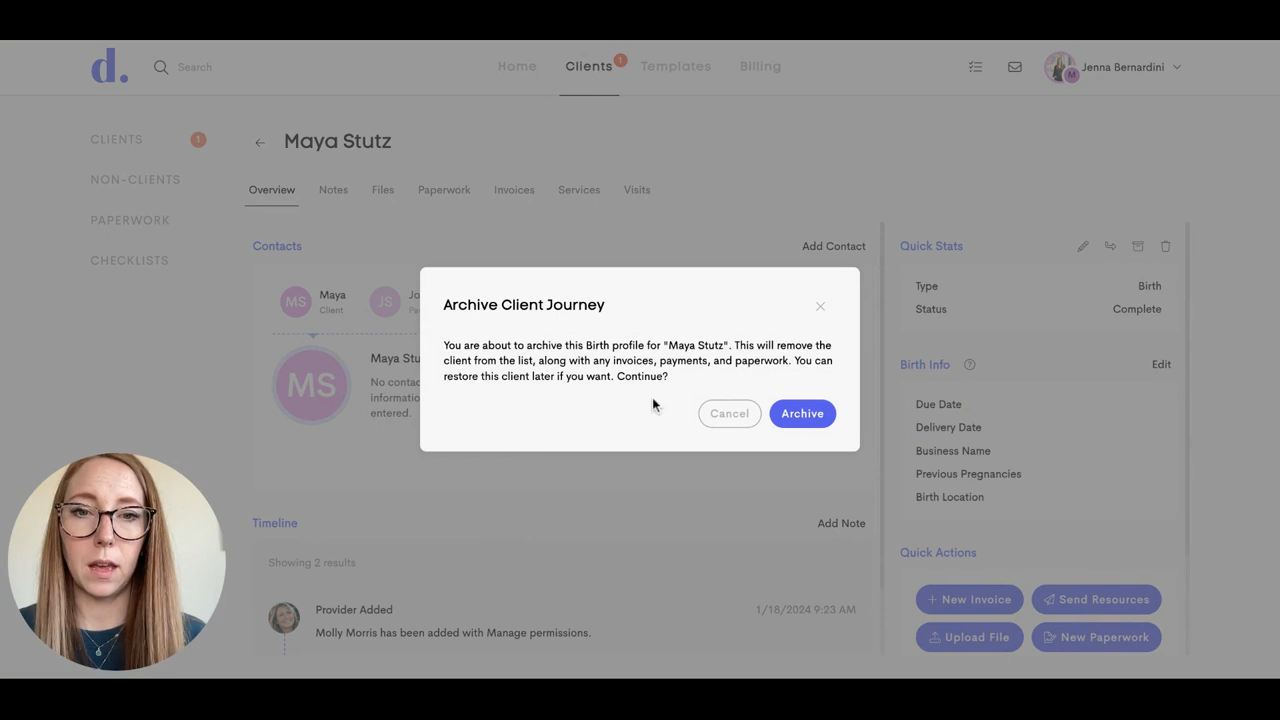 d.
Search
Home
Clients
1
Templates
Billing
M
Jenna Bernardini
CLIENTS
1
NON-CLIENTS
PAPERWORK
CHECKLISTS
Maya Stutz
Overview
Notes
Files
Paperwork
Invoices
Services
Visits
Contacts
Add Contact
MS
Maya
Client
JS
MS
No contac
entered.
Archive Client Journey
You are about to archive this Birth profile for "Maya Stutz". This will remove the
client from the list, along with any invoices, payments, and paperwork. You can
restore this client later if you want. Continue?
Cancel
Archive
Timeline
Add Note
Showing 2 results
Provider Added
1/18/2024 9:23 AM
Molly Morris has been added with Manage permissions.
Quick Stats
Type
Birth
Status
Complete
Birth Info
Edit
Due Date
Delivery Date
Business Name
Previous Pregnancies
Birth Location
Quick Actions
New Invoice
Send Resources
Upload File
New Paperwork